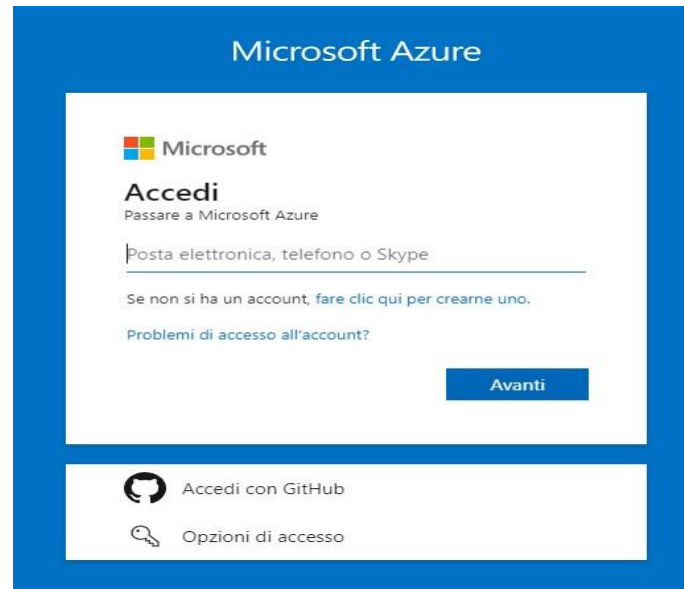 Microsoft Azure
Microsoft
Accedi
Passare a Microsoft Azure
Posta elettronica, telefono o Skype
Se non si ha un account, fare clic qui per crearne uno.
Problemi di accesso all'account?
Avanti
Accedi con GitHub
Opzioni di accesso